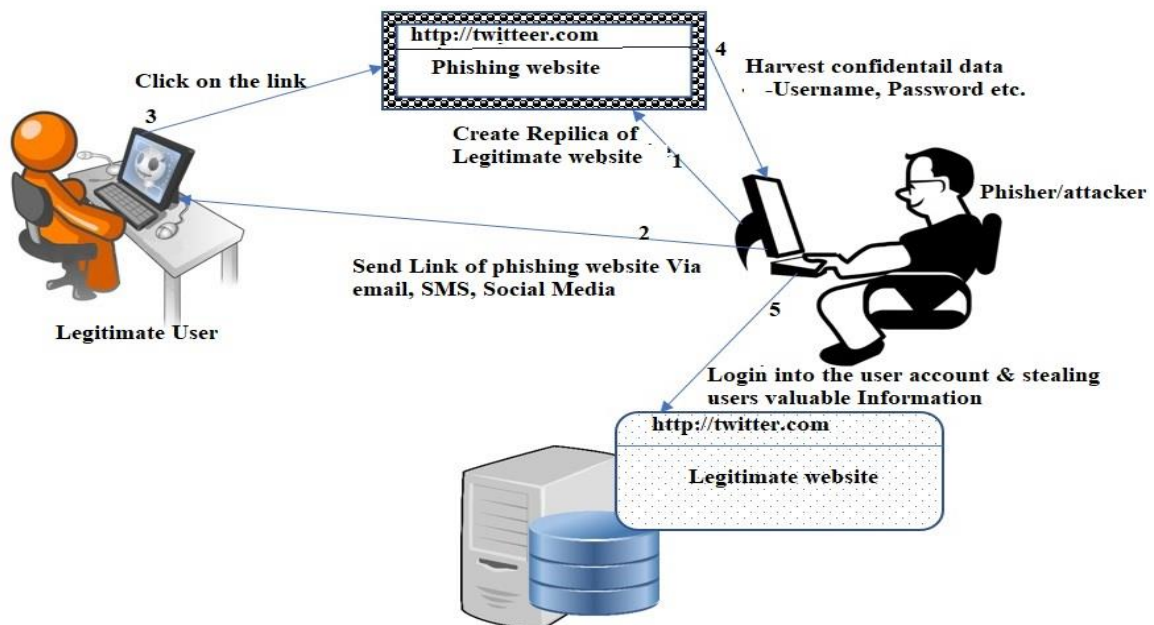 http://twitteer.com
Phishing website
4
Harvest confidentail data
-Username, Password etc.
Click on the link
3
Create Repilica of
Legitimate website
1
Phisher/attacker
2
Send Link of phishing website Via
email, SMS, Social Media
5
Legitimate User
Login into the user account & stealing
users valuable Information
http://twitter.com
Legitimate website